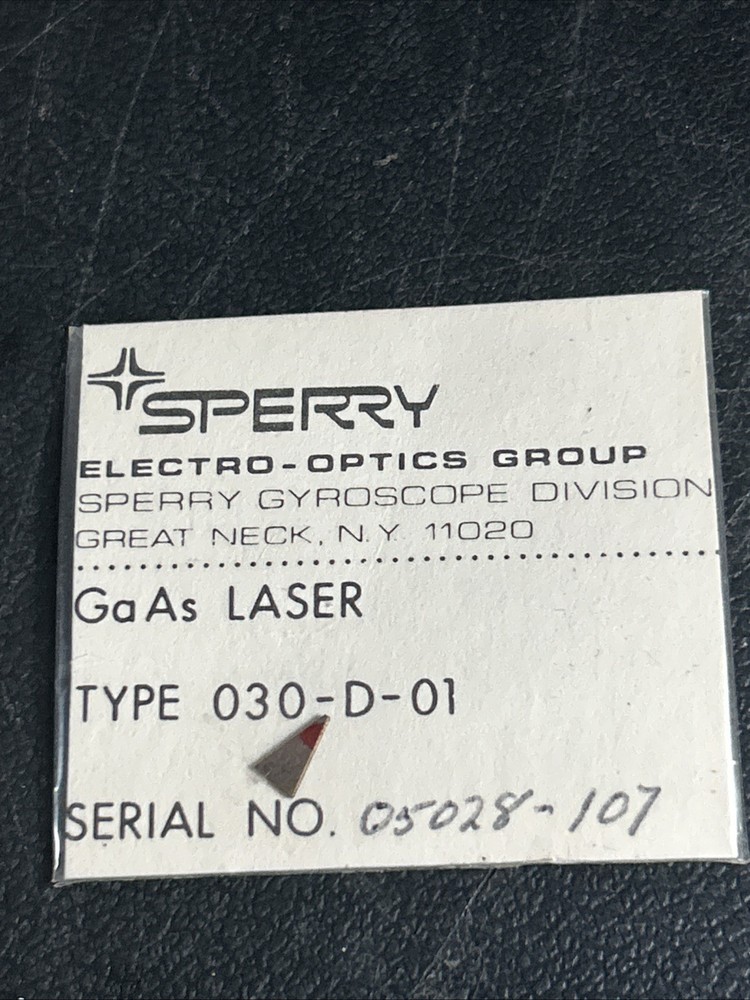 SPERRY
ELECTRO-OPTICS GROUP
SPERRY GYROSCOPE DIVISION
GREAT NECK, N.Y. 11020
GaAs LASER
TYPE 030-D-01
SERIAL NO. 05028-107